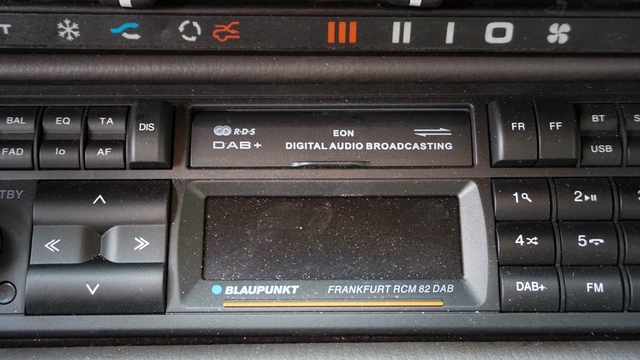 BAL EQ TA DIS
FAD lo AF
R·D·S EON
DAB+ DIGITAL AUDIO BROADCASTING
FR FF BT
USB
TBY
1 2
4 5
DAB+ FM
BLAUPUNKT FRANKFURT RCM 82 DAB